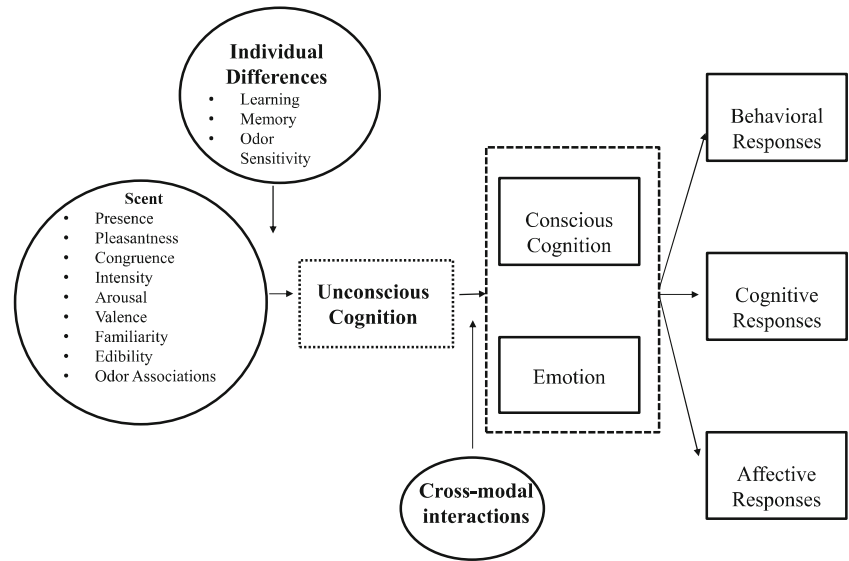 Individual
Differences
• Learning
• Memory
• Odor
Sensitivity
Scent
• Presence
• Pleasantness
• Congruence
• Intensity
• Arousal
• Valence
• Familiarity
• Edibility
• Odor Associations
Unconscious
Cognition
Conscious
Cognition
Emotion
Cross-modal
interactions
Behavioral
Responses
Cognitive
Responses
Affective
Responses